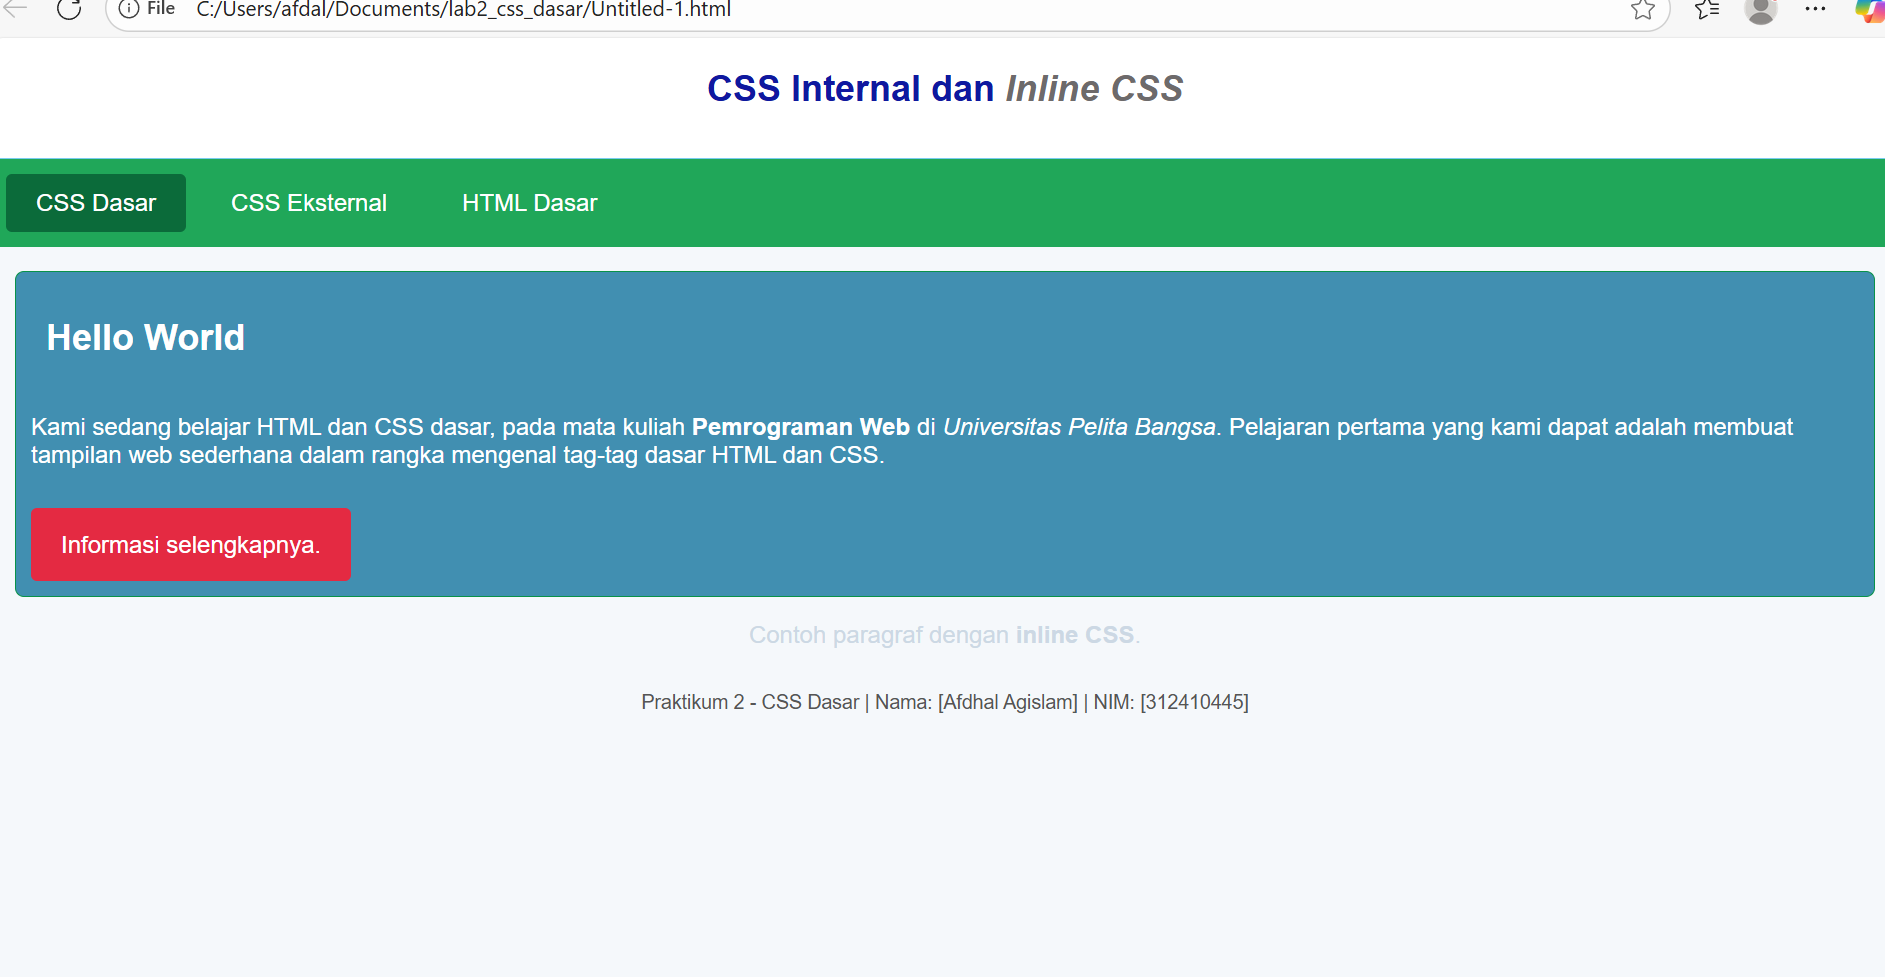 File C:/Users/afdal/Documents/lab2_css_dasar/Untitled-1.html
CSS Internal dan Inline CSS
CSS Dasar CSS Eksternal HTML Dasar
Hello World
Kami sedang belajar HTML dan CSS dasar, pada mata kuliah Pemrograman Web di Universitas Pelita Bangsa. Pelajaran pertama yang kami dapat adalah membuat
tampilan web sederhana dalam rangka mengenal tag-tag dasar HTML dan CSS.
Informasi selengkapnya.
Contoh paragraf dengan inline CSS.
Praktikum 2 - CSS Dasar | Nama: [Afdhal Agislam] | NIM: [312410445]